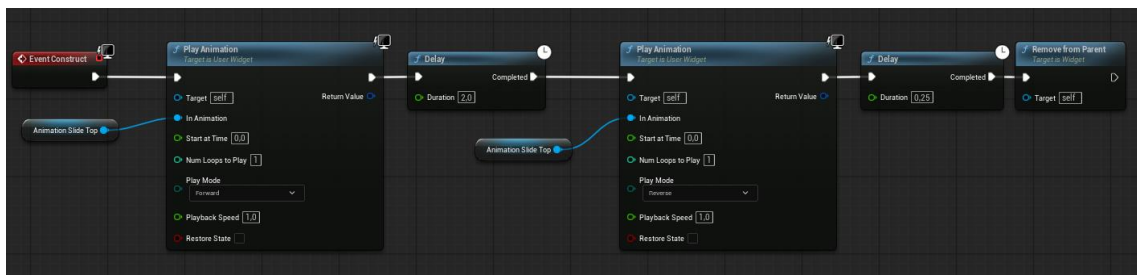 Event Construct
Animation Slide Top
f Play Animation
Target is User Widget
Target self
Return Value
In Animation
Start at Time 0,0
Num Loops to Play 1
Play Mode
Forward
Playback Speed 1,0
Restore State
f Delay
Completed
Duration 2,0
Animation Slide Top
f Play Animation
Target is User Widget
Target self
Return Value
In Animation
Start at Time 0,0
Num Loops to Play 1
Play Mode
Reverse
Playback Speed 1,0
Restore State
f Delay
Completed
Duration 0,25
f Remove from Parent
Target is Widget
Target self